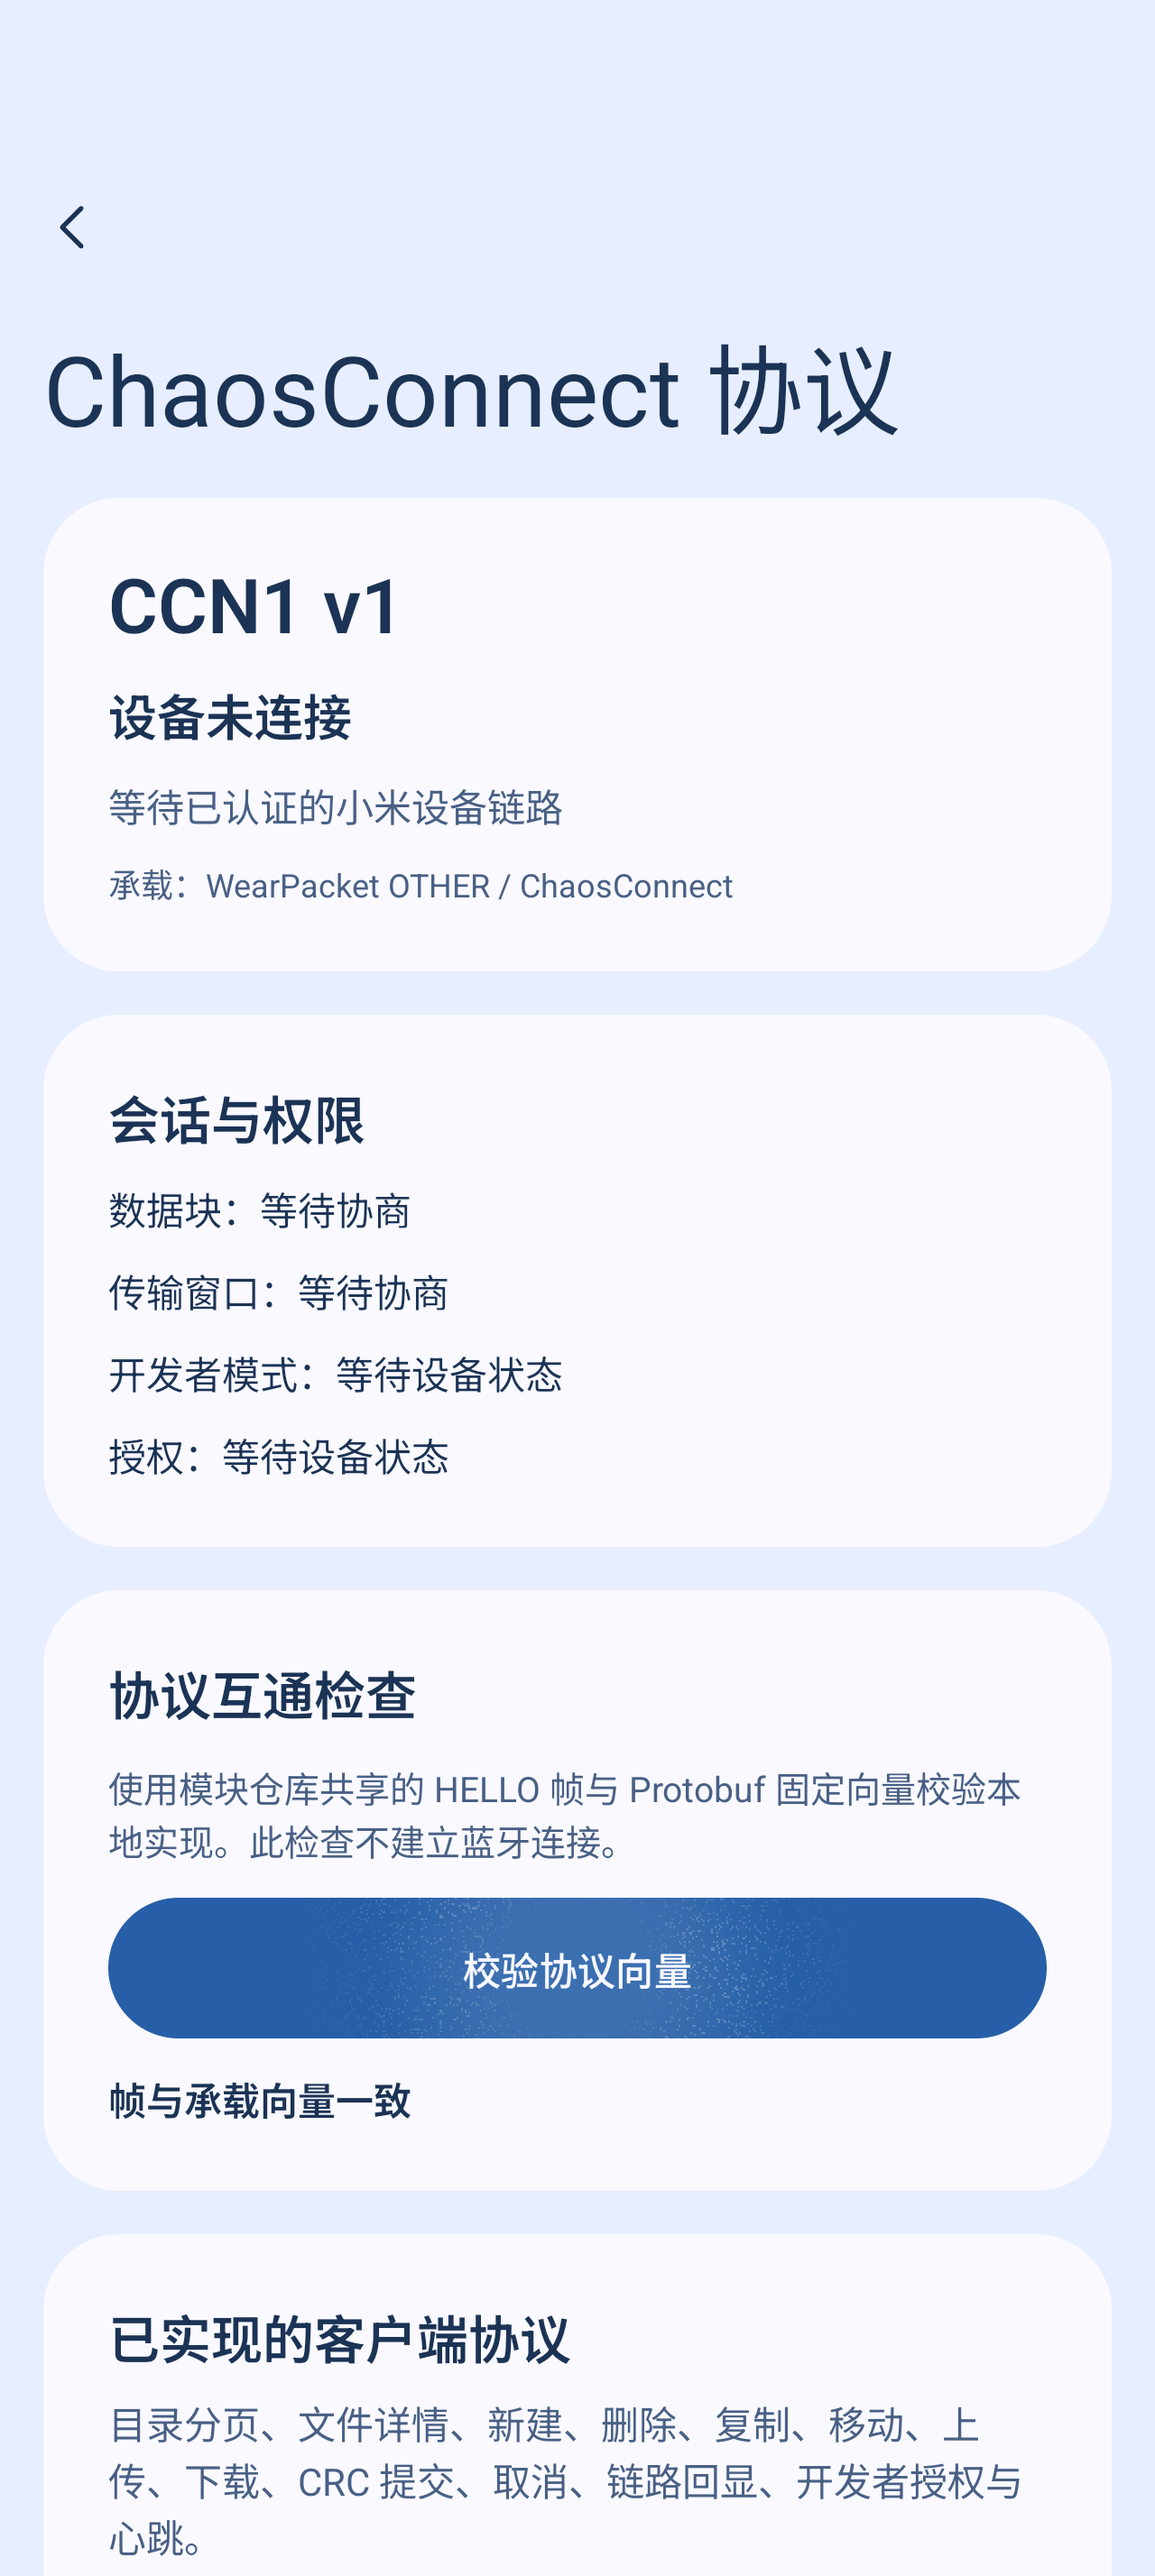 ChaosConnect 协议
CCN1 v1
设备未连接
等待已认证的小米设备链路
承载：WearPacket OTHER / ChaosConnect
会话与权限
数据块：等待协商
传输窗口：等待协商
开发者模式：等待设备状态
授权：等待设备状态
协议互通检查
使用模块仓库共享的 HELLO 帧与 Protobuf 固定向量校验本
地实现。此检查不建立蓝牙连接。
校验协议向量
帧与承载向量一致
已实现的客户端协议
目录分页、文件详情、新建、删除、复制、移动、上
传、下载、CRC 提交、取消、链路回显、开发者授权与
心跳。